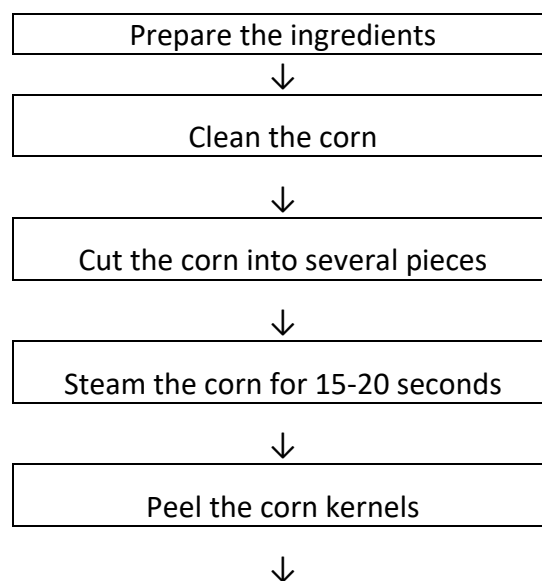 Prepare the ingredients
↓
Clean the corn
↓
Cut the corn into several pieces
↓
Steam the corn for 15-20 seconds
↓
Peel the corn kernels
↓